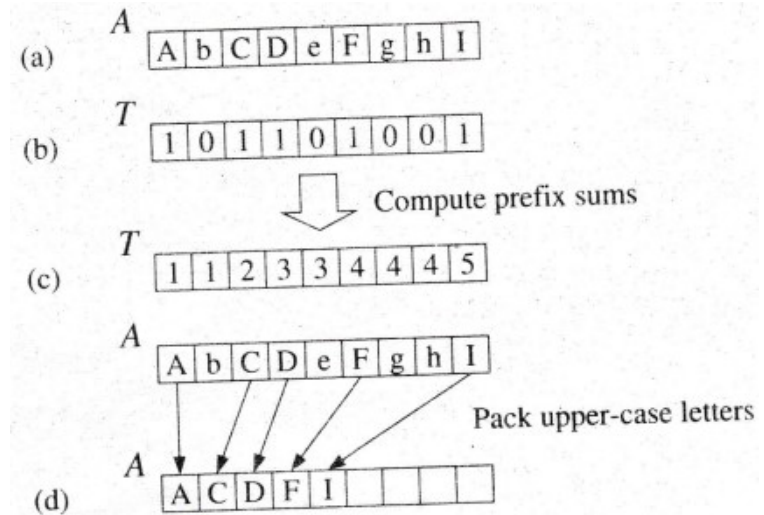 A
(a) A b C D e F g h I
T
(b) 1 0 1 1 0 1 0 0 1
Compute prefix sums
T
(c) 1 1 2 3 3 4 4 4 5
A
A b C D e F g h I
Pack upper-case letters
A
(d) A C D F I